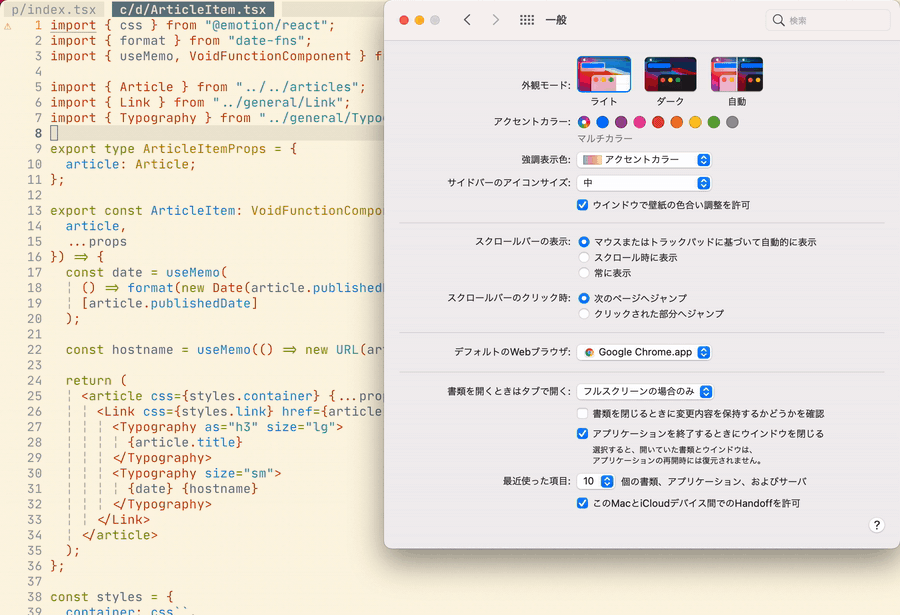 p/index.tsx
c/d/ArticleItem.tsx
1 import { css } from "@emotion/react";
2 import { format } from "date-fns";
3 import { useMemo, VoidFunctionComponent } f
4
5 import { Article } from "../../articles";
6 import { Link } from "../general/Link";
7 import { Typography } from "../general/Typo
8
9 export type ArticleItemProps = {
10 article: Article;
11 };
12
13 export const ArticleItem: VoidFunctionCompo
14 article,
15 ...props
16 }) => {
17 const date = useMemo(
18 () => format(new Date(article.published
19 [article.publishedDate]
20 );
21
22 const hostname = useMemo(() => new URL(ar
23
24 return (
25 <article css={styles.container} {...pro
26 <Link css={styles.link} href={article
27 <Typography as="h3" size="lg">
28 {article.title}
29 </Typography>
30 <Typography size="sm">
31 {date} {hostname}
32 </Typography>
33 </Link>
34 </article>
35 );
36 };
37
38 const styles = {
39 container: css``,
一般
検索
外観モード:
ライト
ダーク
自動
アクセントカラー:
マルチカラー
強調表示色: アクセントカラー
サイドバーのアイコンサイズ: 中
ウインドウで壁紙の色合い調整を許可
スクロールバーの表示: マウスまたはトラックパッドに基づいて自動的に表示
スクロール時に表示
常に表示
スクロールバーのクリック時: 次のページへジャンプ
クリックされた部分へジャンプ
デフォルトのWebブラウザ: Google Chrome.app
書類を開くときはタブで開く: フルスクリーンの場合のみ
書類を閉じるときに変更内容を保持するかどうかを確認
アプリケーションを終了するときにウインドウを閉じる
選択すると、開いていた書類とウインドウは、
アプリケーションの再開時には復元されません。
最近使った項目: 10 個の書類、アプリケーション、およびサーバ
このMacとiCloudデバイス間でのHandoffを許可
?